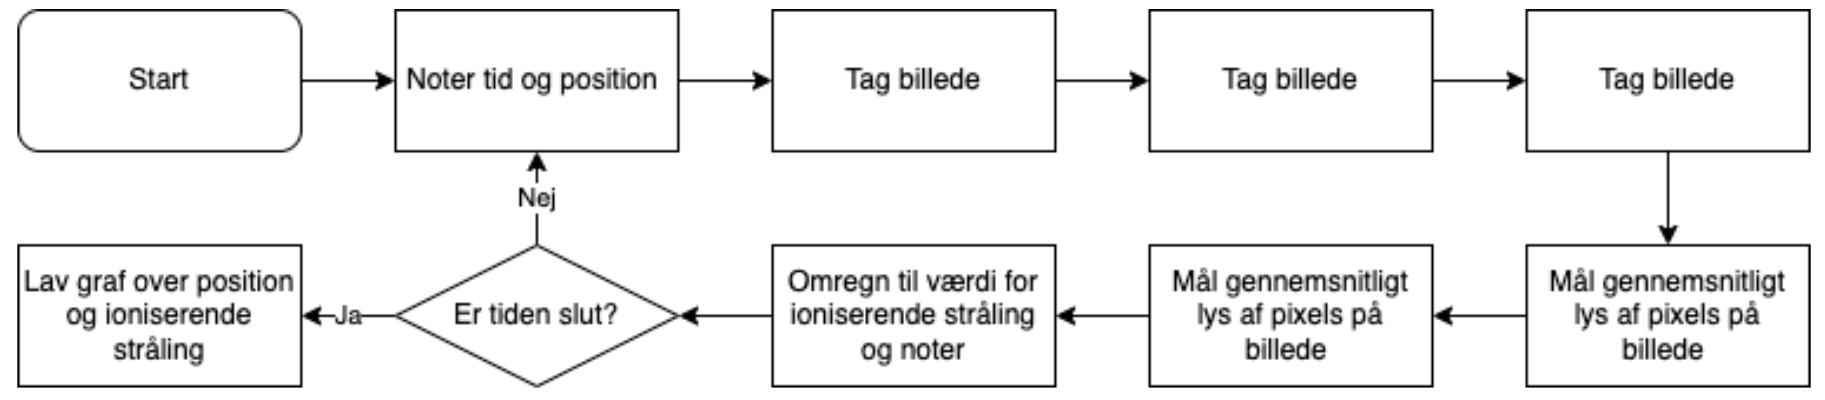 Start
Noter tid og position
Tag billede
Tag billede
Tag billede
Nej
Lav graf over position
og ioniserende
stråling
Ja
Er tiden slut?
Omregn til værdi for
ioniserende stråling
og noter
Mål gennemsnitligt
lys af pixels på
billede
Mål gennemsnitligt
lys af pixels på
billede